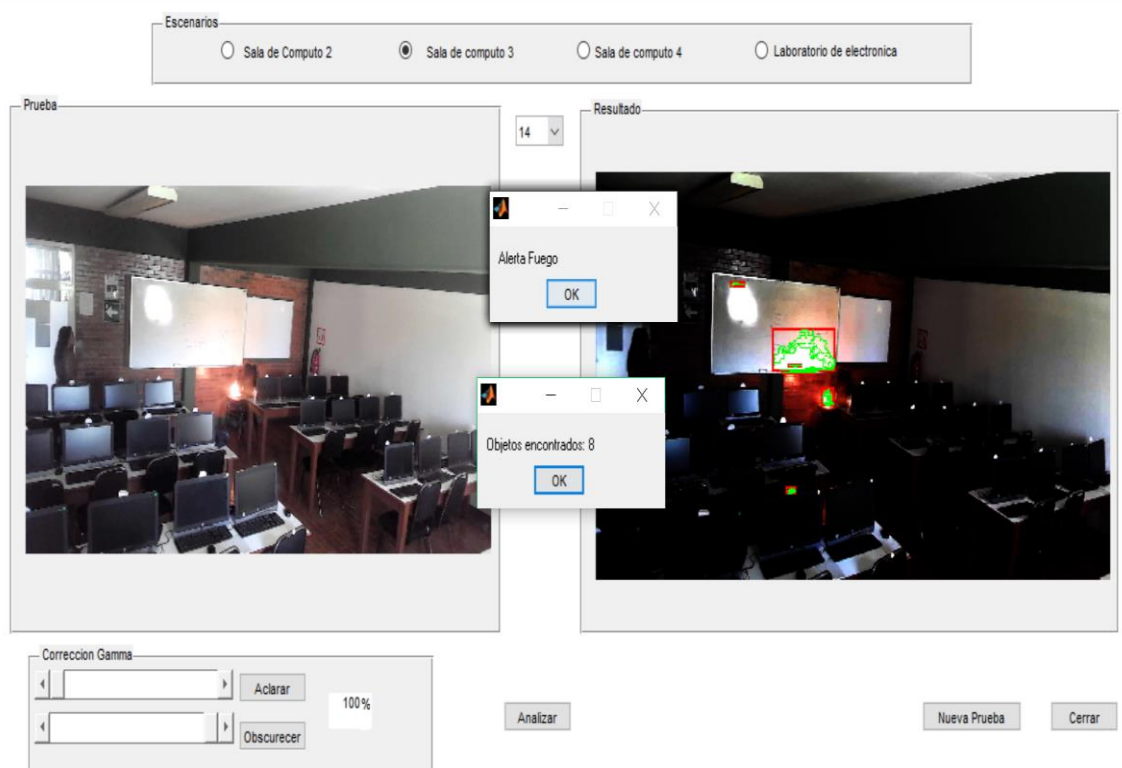 Escenarios
Sala de Computo 2
Sala de computo 3
Sala de computo 4
Laboratorio de electronica
Prueba
14
Resultado
Alerta Fuego
OK
Objetos encontrados: 8
OK
Correccion Gamma
Aclarar
100%
Obscurecer
Analizar
Nueva Prueba
Cerrar